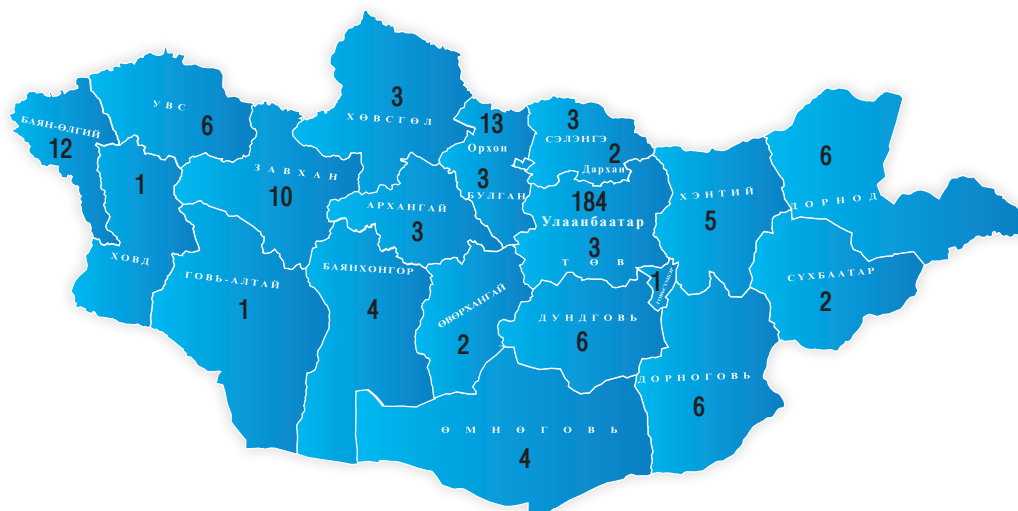 УВС
6
БАЯН-ӨЛГИЙ
12
1
ХОВД
ЗАВХАН
10
ГОВЬ-АЛТАЙ
1
3
ХӨВСГӨЛ
АРХАНГАЙ
3
БАЯНХОНГОР
4
13
Орхон
3
БУЛГАН
ӨВӨРХАНГАЙ
2
3
СЭЛЭНГЭ
2
Дархан
184
Улаанбаатар
3
ТӨВ
1
ДУНДГОВЬ
6
ӨМНӨГОВЬ
4
ДОРНОГОВЬ
6
ХЭНТИЙ
5
6
ДОРНОД
СҮХБААТАР
2